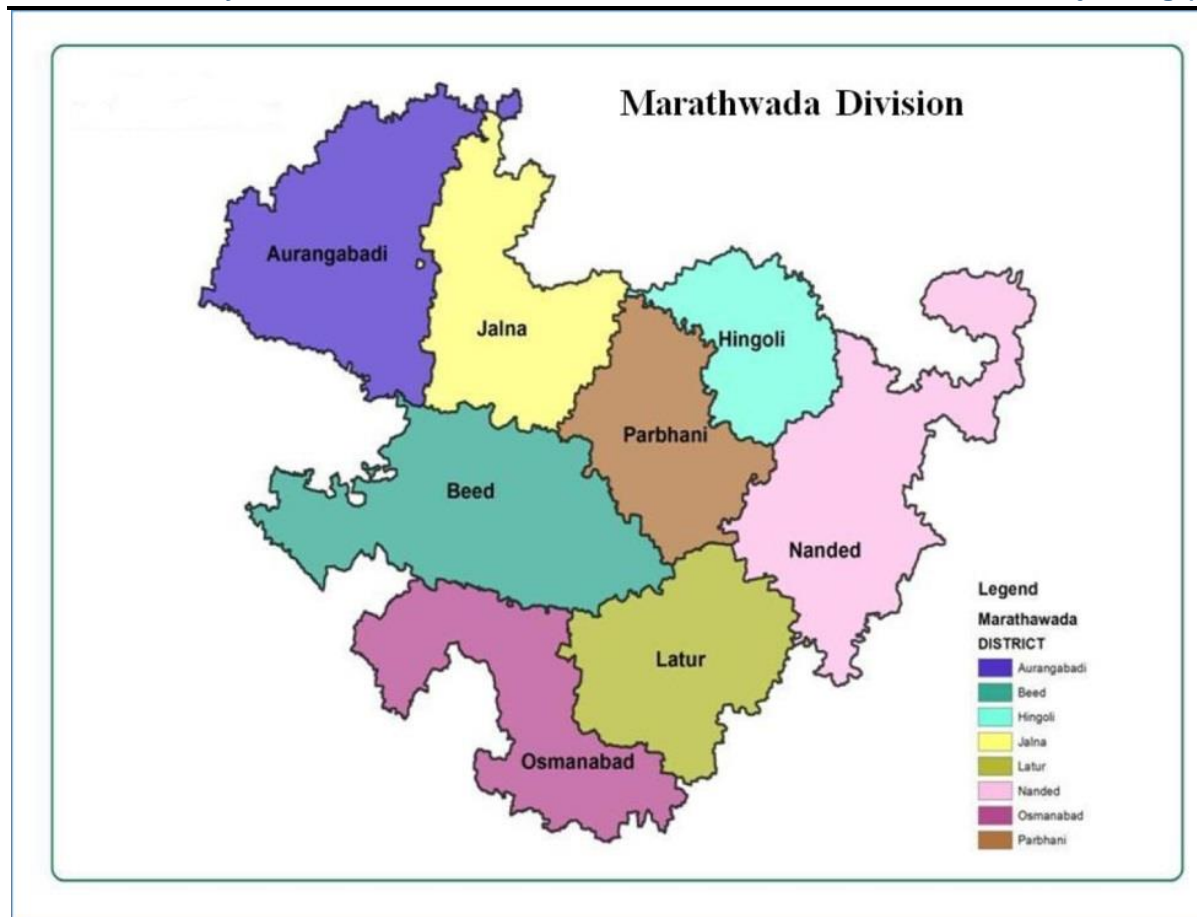 Marathwada Division
Aurangabadi
Jalna
Hingoli
Parbhani
Beed
Nanded
Latur
Osmanabad
Legend
Marathawada
DISTRICT
Aurangabadi
Beed
Hingoli
Jalna
Latur
Nanded
Osmanabad
Parbhani